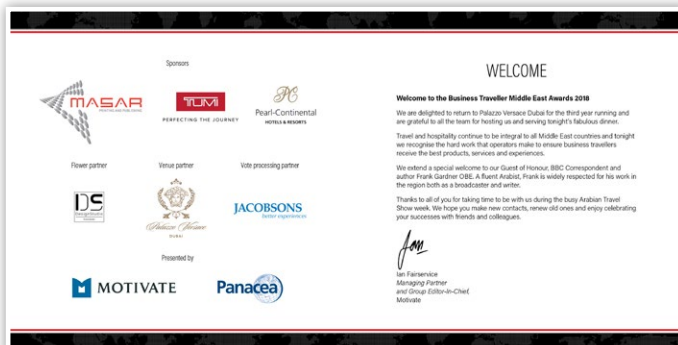 Sponsors
MASAR
PRINTING AND PUBLISHING
TUMI
PERFECTING THE JOURNEY
PC
Pearl-Continental
HOTELS & RESORTS
Flower partner
Venue partner
Vote processing partner
DS
Palazzo Versace
DUBAI
JACOBSONS
better experiences
Presented by
MOTIVATE
Panacea
WELCOME
Welcome to the Business Traveller Middle East Awards 2018
We are delighted to return to Palazzo Versace Dubai for the third year running and
are grateful to all the team for hosting us and serving tonight's fabulous dinner.
Travel and hospitality continue to be integral to all Middle East countries and tonight
we recognise the hard work that operators make to ensure business travellers
receive the best products, services and experiences.
We extend a special welcome to our Guest of Honour, BBC Correspondent and
author Frank Gardner OBE. A fluent Arabist, Frank is widely respected for his work in
the region both as a broadcaster and writer.
Thanks to all of you for taking time to be with us during the busy Arabian Travel
Show week. We hope you make new contacts, renew old ones and enjoy celebrating
your successes with friends and colleagues.
Ian
Ian Fairservice
Managing Partner
and Group Editor-In-Chief,
Motivate